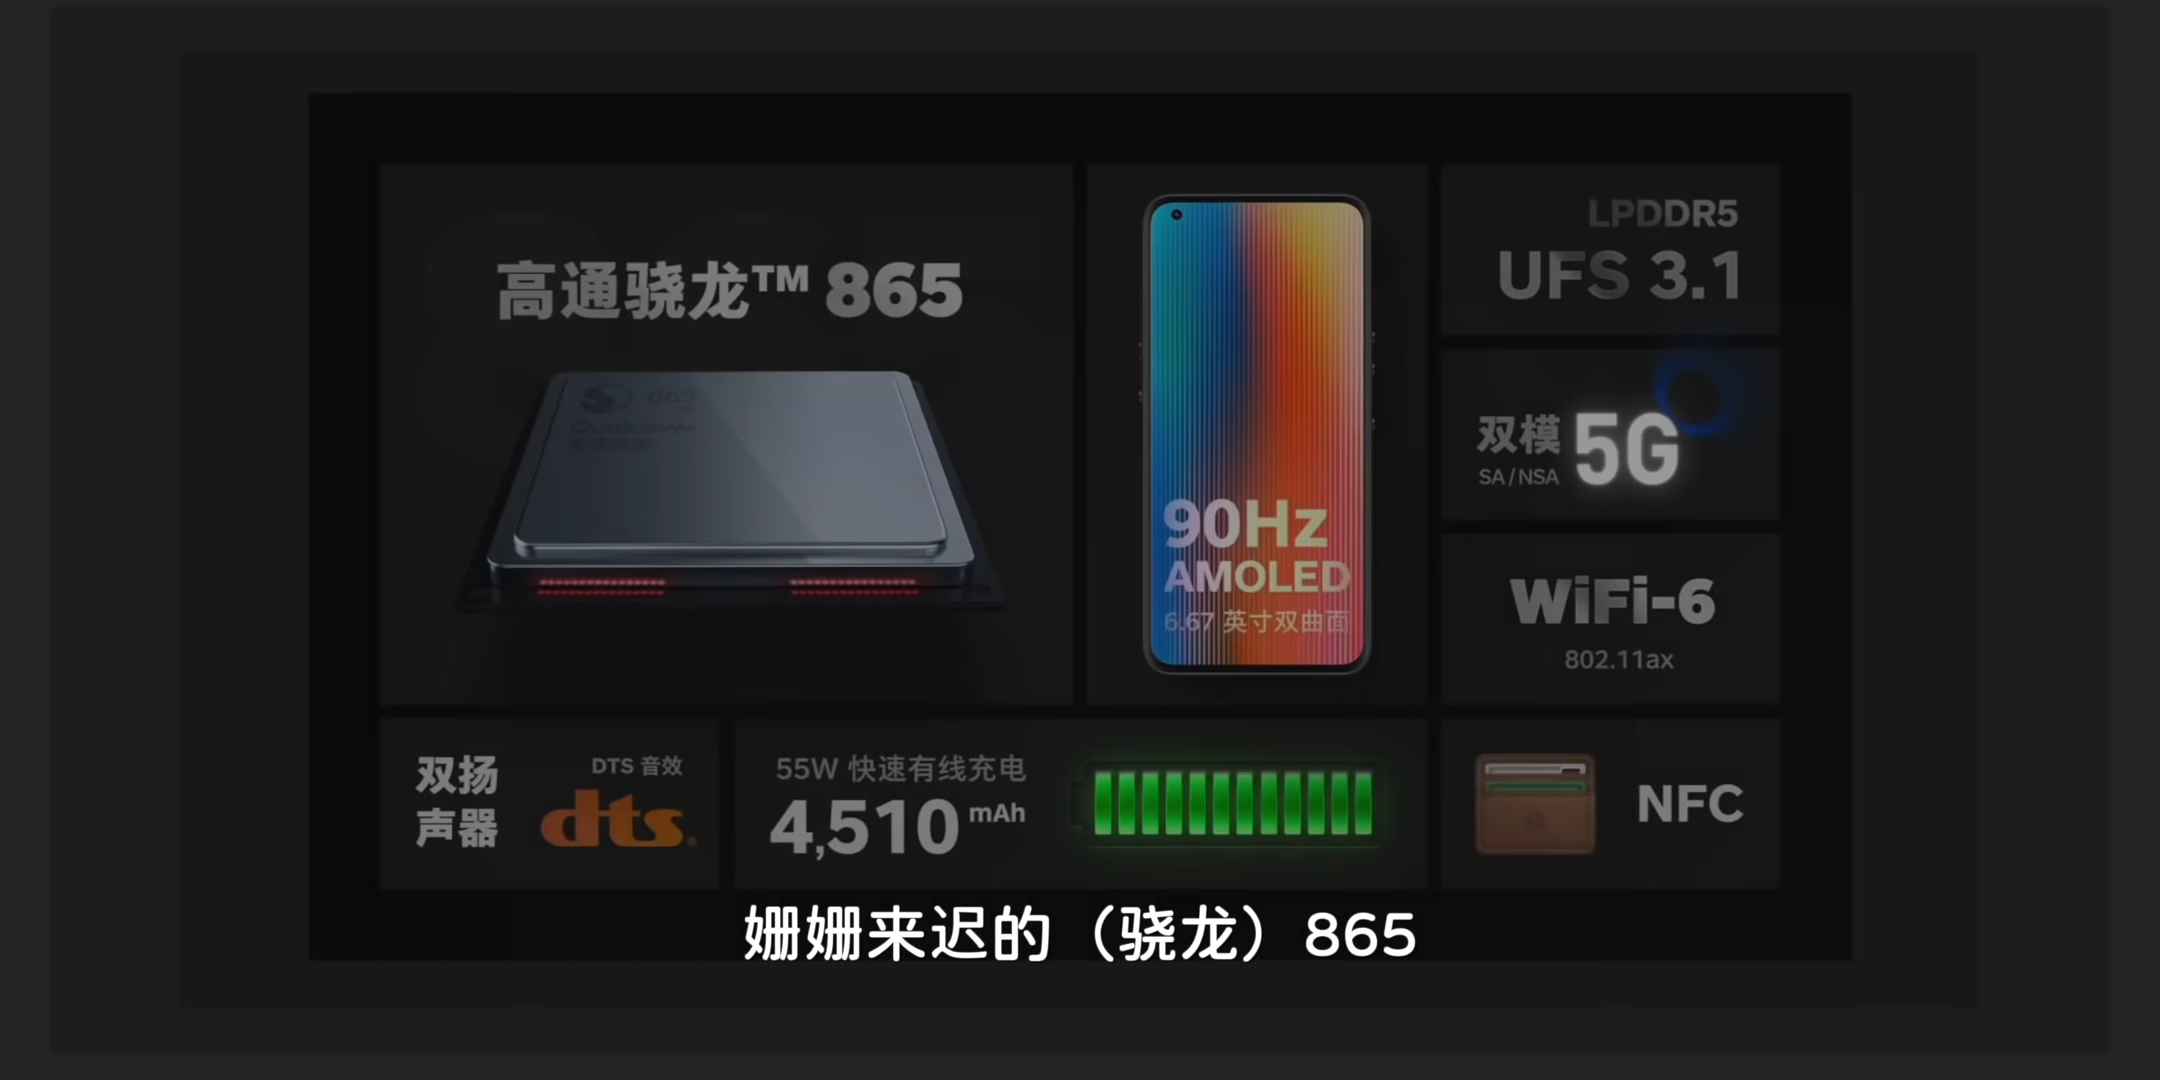 高通骁龙™ 865
90Hz
AMOLED
6.67 英寸双曲面
LPDDR5
UFS 3.1
双模 5G
SA/NSA
WiFi-6
802.11ax
双扬
声器
DTS 音效
dts
55W 快速有线充电
4,510 mAh
NFC
姗姗来迟的（骁龙）865